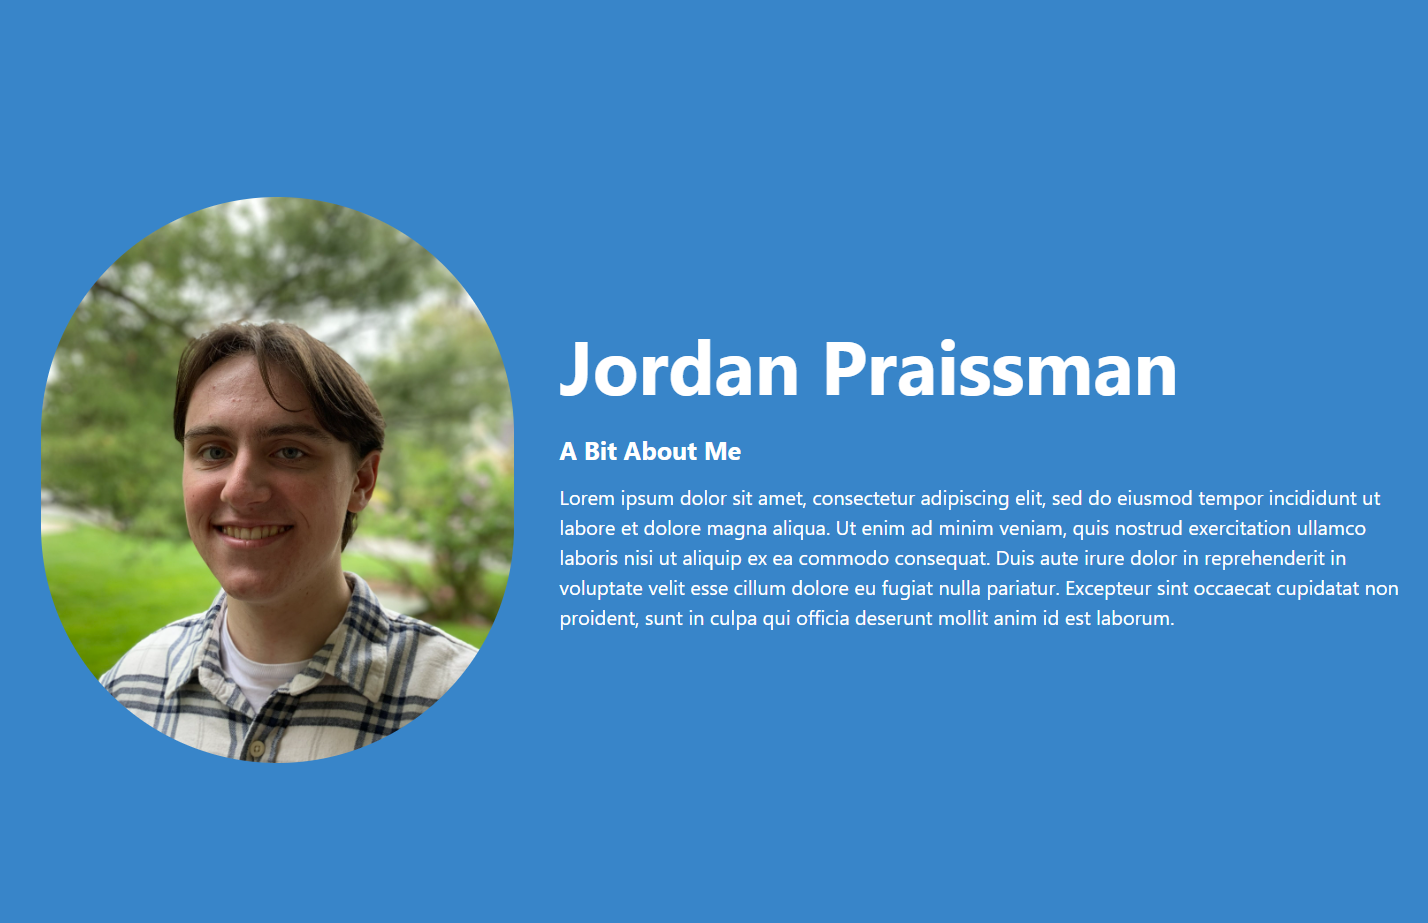 Jordan Praissman
A Bit About Me
Lorem ipsum dolor sit amet, consectetur adipiscing elit, sed do eiusmod tempor incididunt ut
labore et dolore magna aliqua. Ut enim ad minim veniam, quis nostrud exercitation ullamco
laboris nisi ut aliquip ex ea commodo consequat. Duis aute irure dolor in reprehenderit in
voluptate velit esse cillum dolore eu fugiat nulla pariatur. Excepteur sint occaecat cupidatat non
proident, sunt in culpa qui officia deserunt mollit anim id est laborum.